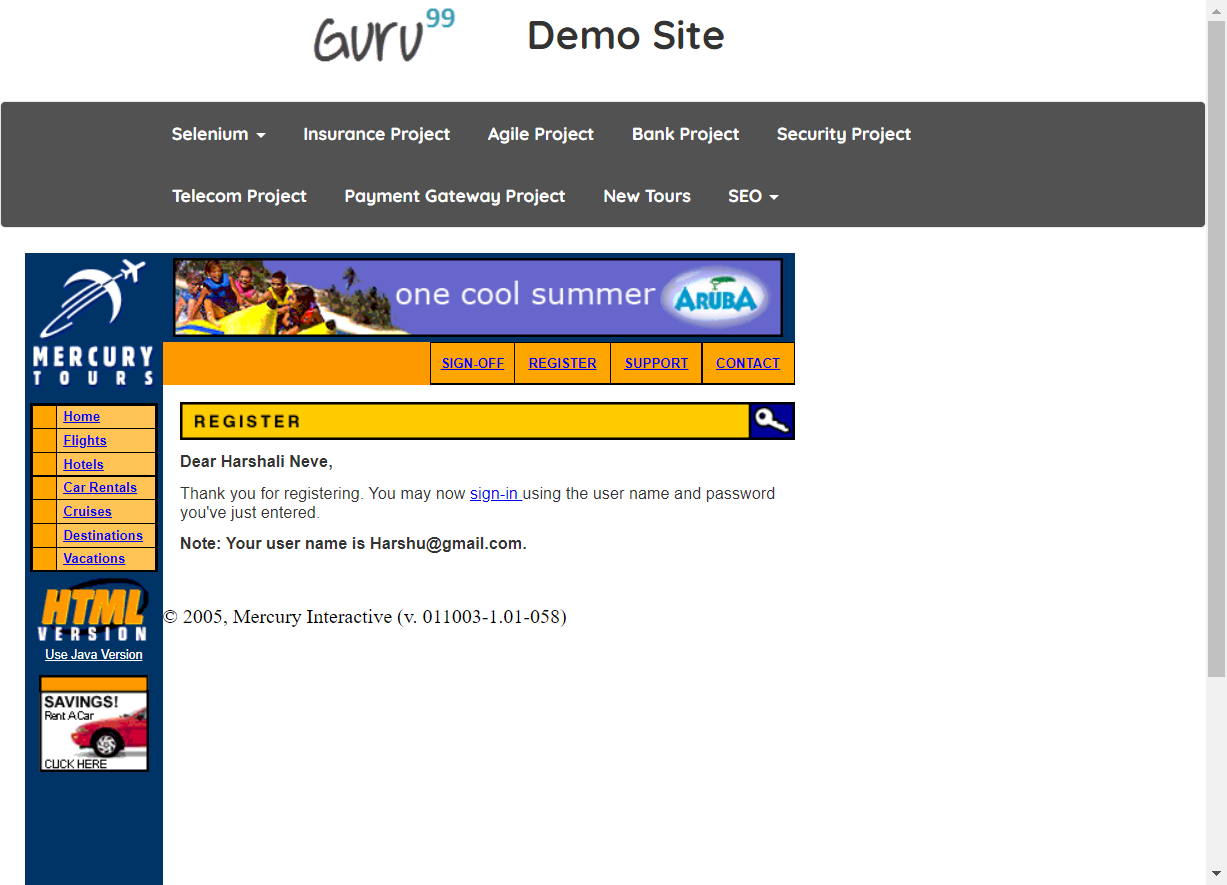 Guru99
Demo Site
Selenium
Insurance Project
Agile Project
Bank Project
Security Project
Telecom Project
Payment Gateway Project
New Tours
SEO
MERCURY
TOURS
one cool summer
ARUBA
SIGN-OFF
REGISTER
SUPPORT
CONTACT
Home
Flights
Hotels
Car Rentals
Cruises
Destinations
Vacations
HTML
VERSION
Use Java Version
SAVINGS!
Rent A Car
CLICK HERE
REGISTER
Dear Harshali Neve,
Thank you for registering. You may now sign-in using the user name and password
you've just entered.
Note: Your user name is Harshu@gmail.com.
© 2005, Mercury Interactive (v. 011003-1.01-058)